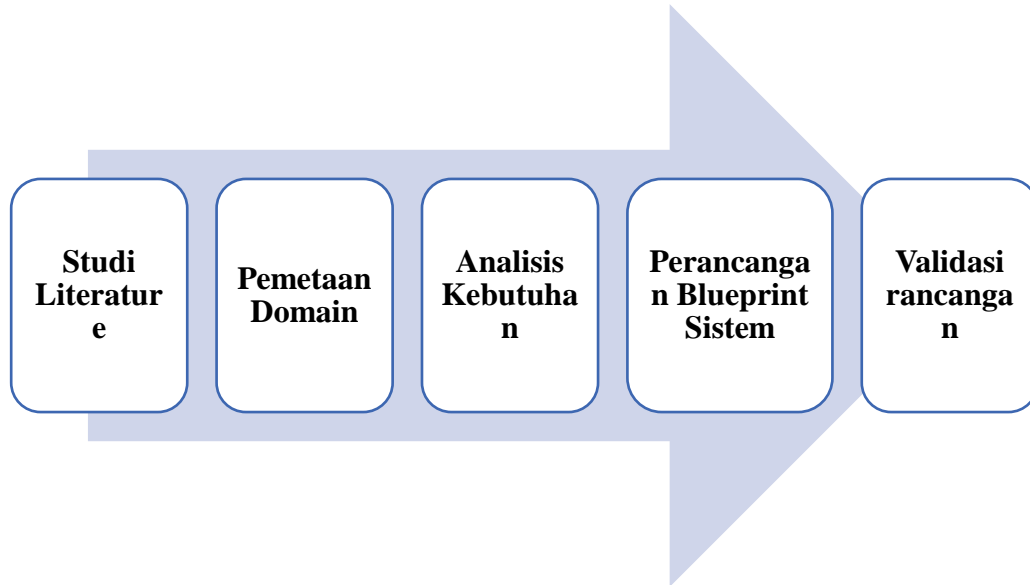 Studi
Literatur
e
Pemetaan
Domain
Analisis
Kebutuha
n
Perancanga
n Blueprint
Sistem
Validasi
rancanga
n